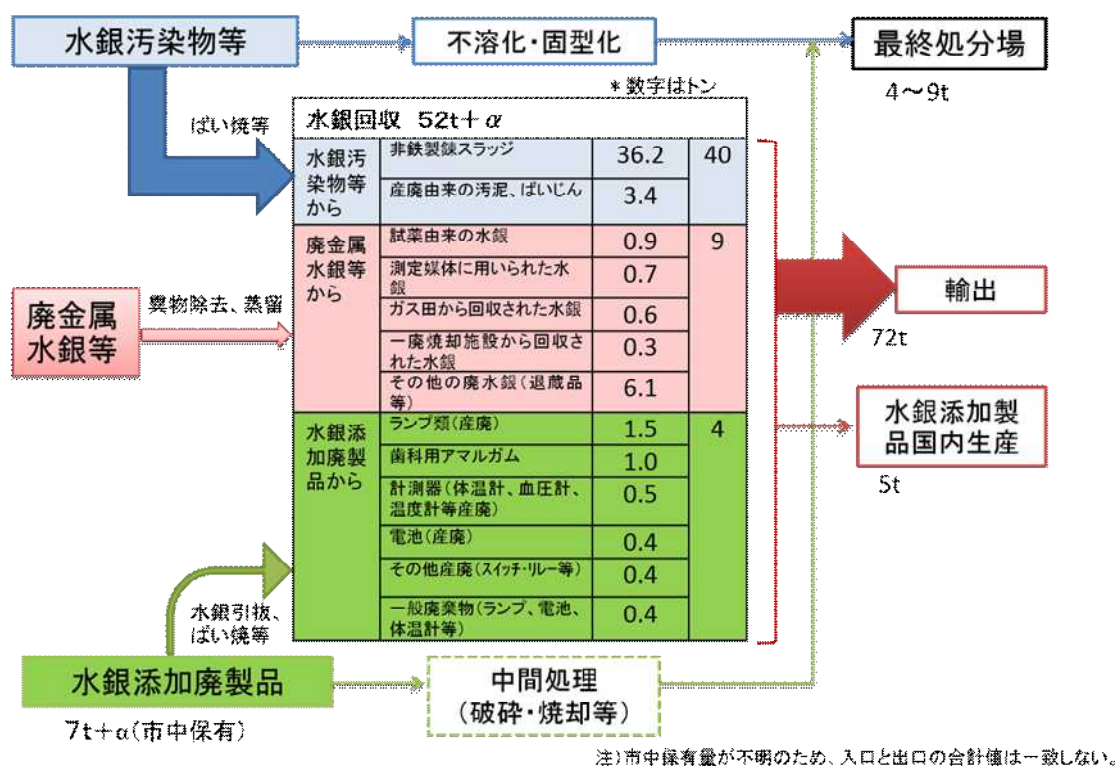 水銀汚染物等
不溶化・固型化
最終処分場
4～9t
＊数字はトン
ばい焼等
水銀回収 52t＋α
水銀汚
染物等
から
非鉄製錬スラッジ
36.2
40
産廃由来の汚泥、ばいじん
3.4
廃金属
水銀等
から
試薬由来の水銀
0.9
9
測定媒体に用いられた水
銀
0.7
ガス田から回収された水銀
0.6
一廃焼却施設から回収さ
れた水銀
0.3
その他の廃水銀（退蔵品
等）
6.1
水銀添
加廃製
品から
ランプ類（産廃）
1.5
4
歯科用アマルガム
1.0
計測器（体温計、血圧計、
温度計等産廃）
0.5
電池（産廃）
0.4
その他産廃（スイッチ・リレー等）
0.4
一般廃棄物（ランプ、電池、
体温計等）
0.4
廃金属
水銀等
異物除去、蒸留
輸出
72t
水銀添加製
品国内生産
5t
水銀引抜、
ばい焼等
水銀添加廃製品
7t＋α（市中保有）
中間処理
（破砕・焼却等）
注）市中保有量が不明のため、入口と出口の合計値は一致しない。